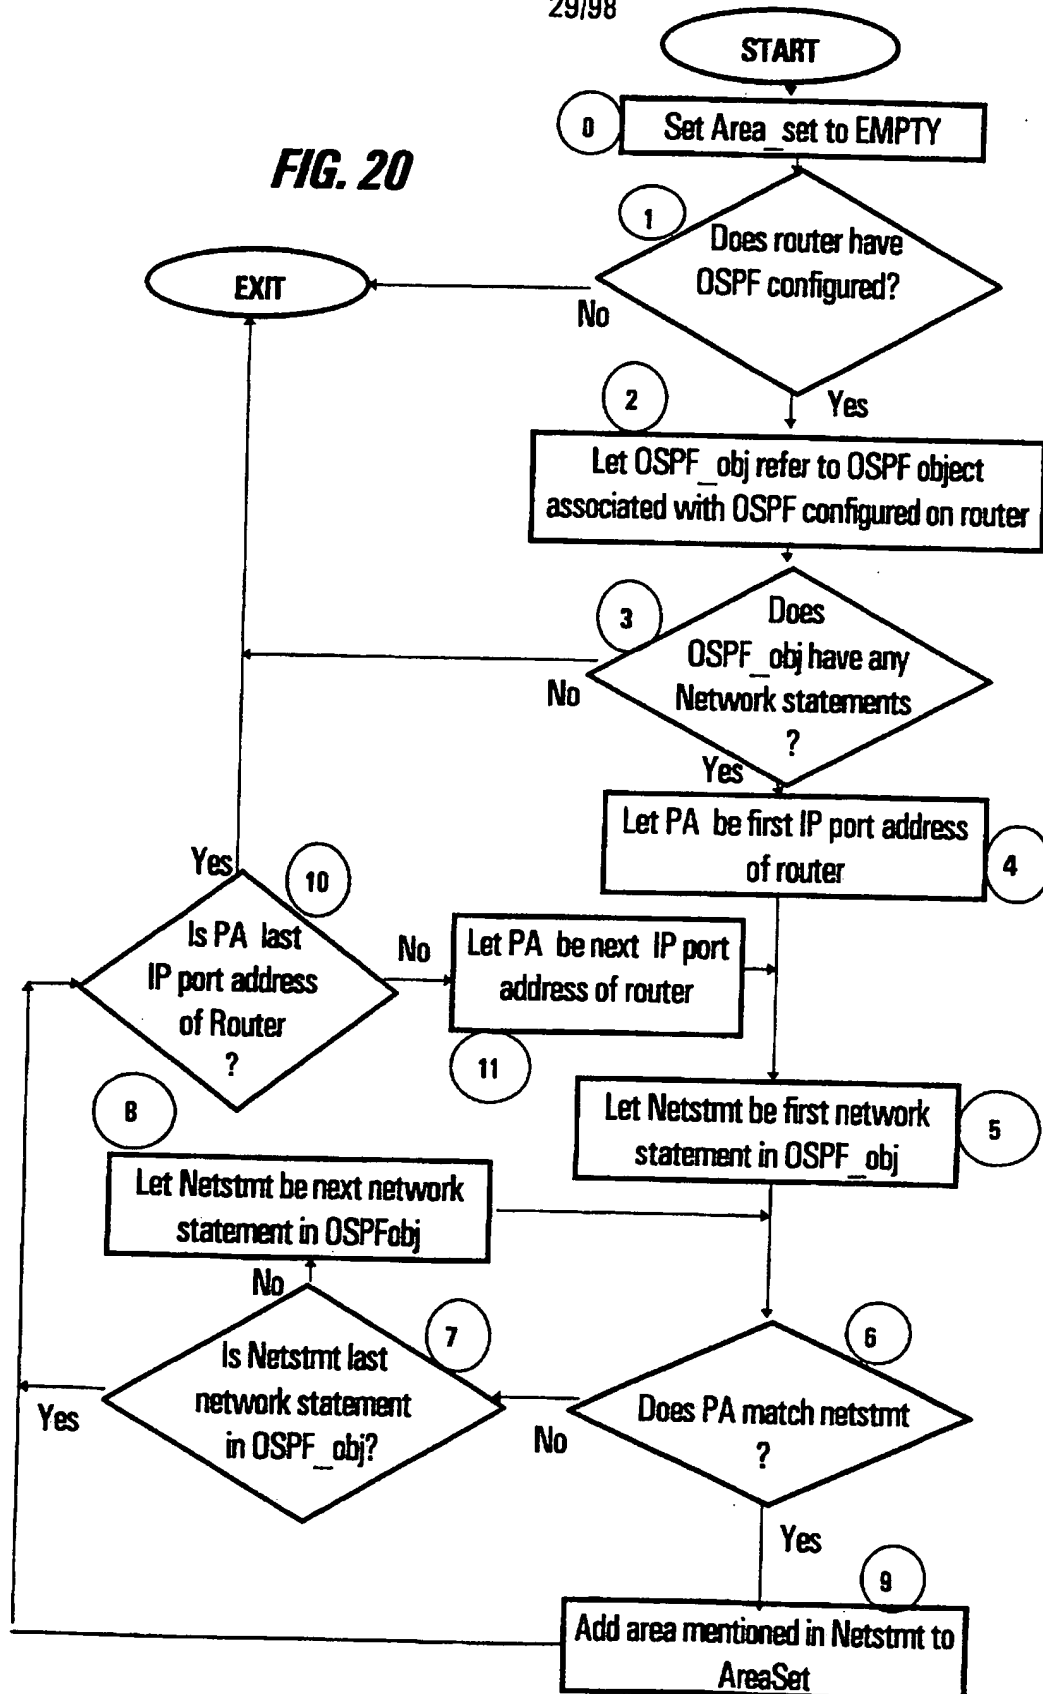 29/98
START
0
Set Area_set to EMPTY
FIG. 20
1
Does router have
OSPF configured?
EXIT
No
Yes
2
Let OSPF_obj refer to OSPF object
associated with OSPF configured on router
3
Does
OSPF_obj have any
Network statements
?
No
Yes
Let PA be first IP port address
of router
4
Yes
10
Is PA last
IP port address
of Router
?
No
Let PA be next IP port
address of router
11
8
Let Netstmt be first network
statement in OSPF_obj
5
Let Netstmt be next network
statement in OSPFobj
No
7
Is Netstmt last
network statement
in OSPF_obj?
Yes
6
Does PA match netstmt
?
No
Yes
9
Add area mentioned in Netstmt to
AreaSet